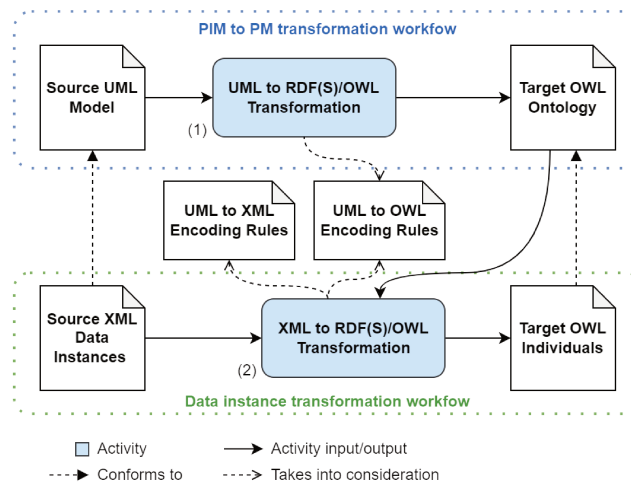 PIM to PM transformation workfow
Source UML
Model
UML to RDF(S)/OWL
Transformation
(1)
Target OWL
Ontology
UML to XML
Encoding Rules
UML to OWL
Encoding Rules
Source XML
Data
Instances
XML to RDF(S)/OWL
Transformation
(2)
Target OWL
Individuals
Data instance transformation workflow
Activity
Activity input/output
Conforms to
Takes into consideration